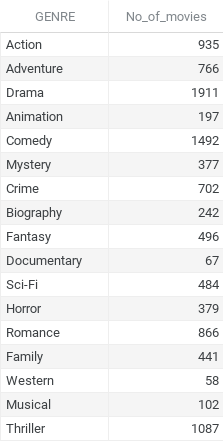 GENRE No_of_movies
Action 935
Adventure 766
Drama 1911
Animation 197
Comedy 1492
Mystery 377
Crime 702
Biography 242
Fantasy 496
Documentary 67
Sci-Fi 484
Horror 379
Romance 866
Family 441
Western 58
Musical 102
Thriller 1087